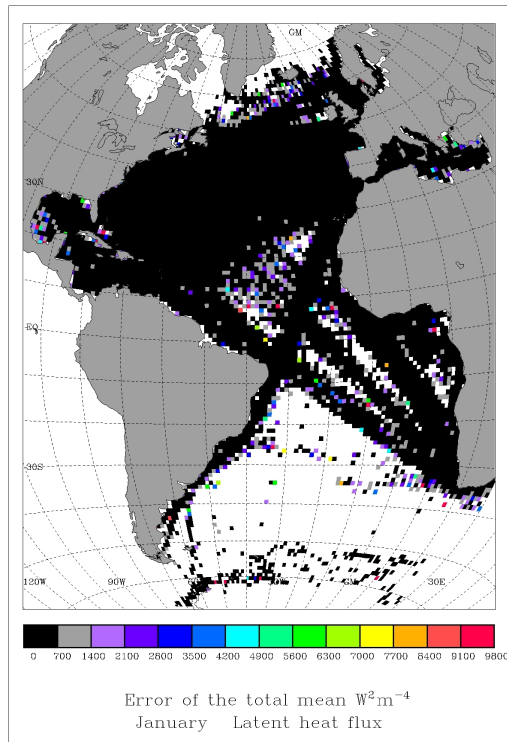 GM
30N
EQ
30S
120W 90W GM 30E
0 700 1400 2100 2800 3500 4200 4900 5600 6300 7000 7700 8400 9100 9800
Error of the total mean W²m⁻⁴
January Latent heat flux